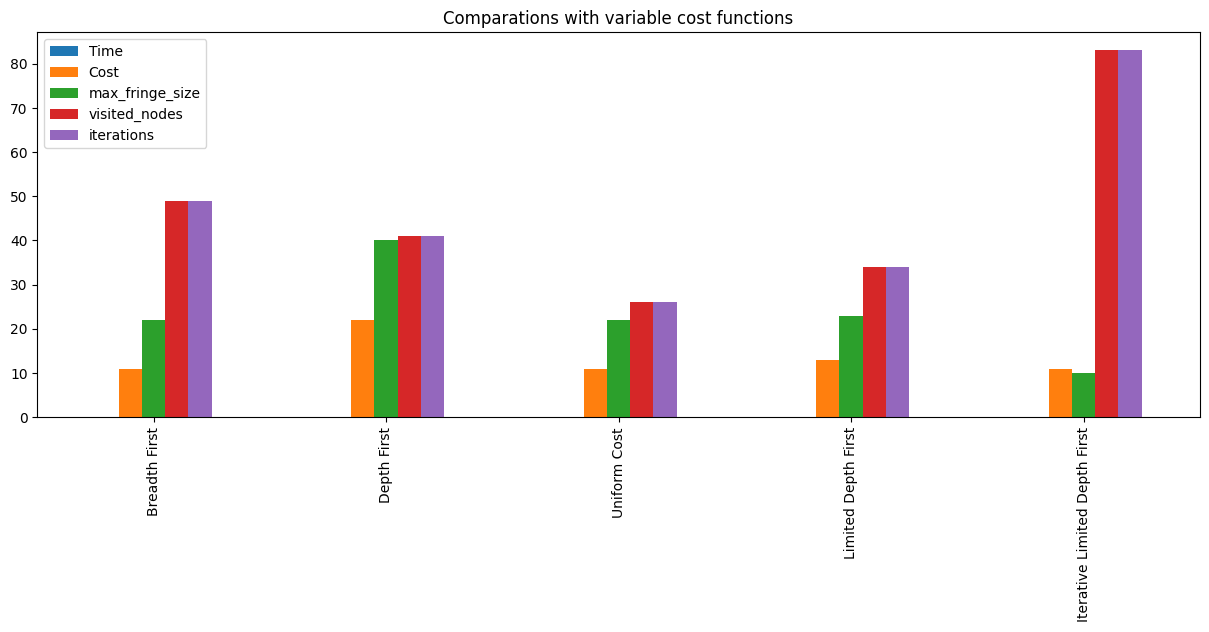 Comparations with variable cost functions
Time
Cost
max_fringe_size
visited_nodes
iterations
80
70
60
50
40
30
20
10
0
Breadth First
Depth First
Uniform Cost
Limited Depth First
Iterative Limited Depth First